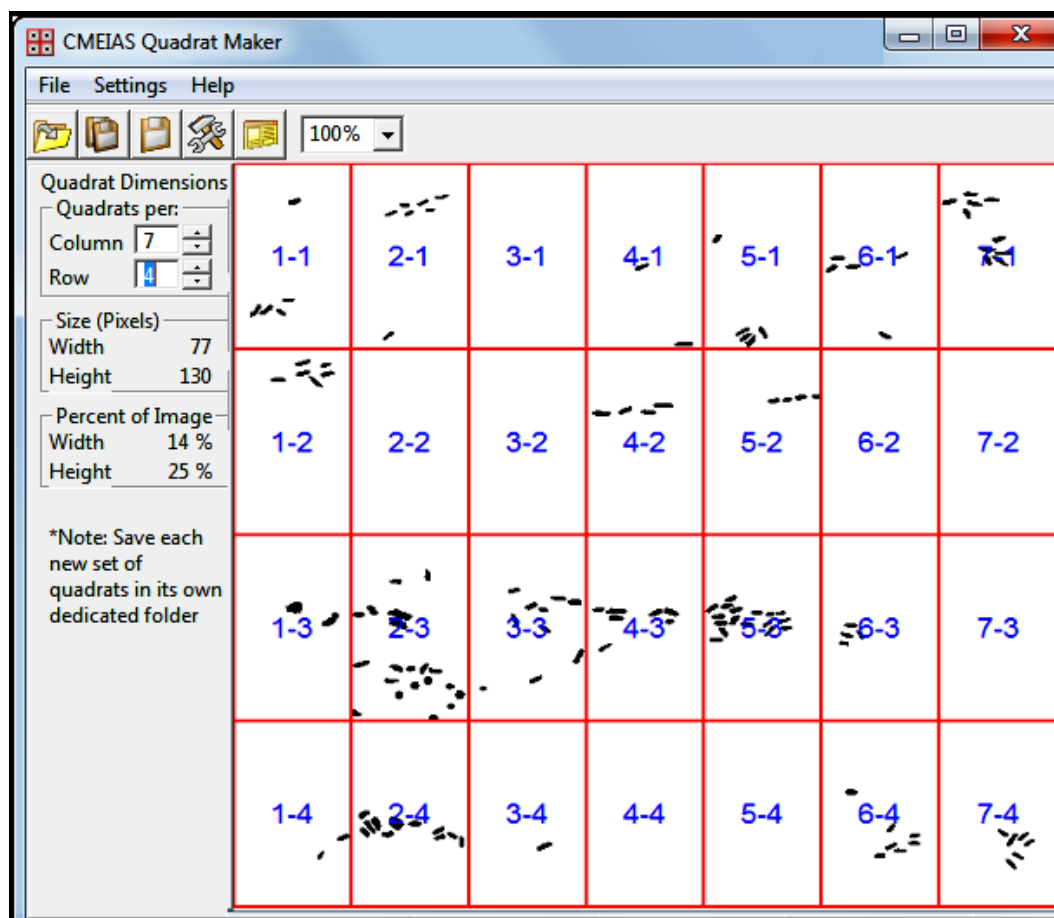 CMEIAS Quadrat Maker
File Settings Help
100%
Quadrat Dimensions
Quadrats per:
Column 7
Row 4
Size (Pixels)
Width 77
Height 130
Percent of Image
Width 14 %
Height 25 %
*Note: Save each
new set of
quadrats in its own
dedicated folder
1-1 2-1 3-1 4-1 5-1 6-1 7-1
1-2 2-2 3-2 4-2 5-2 6-2 7-2
1-3 2-3 3-3 4-3 5-3 6-3 7-3
1-4 2-4 3-4 4-4 5-4 6-4 7-4